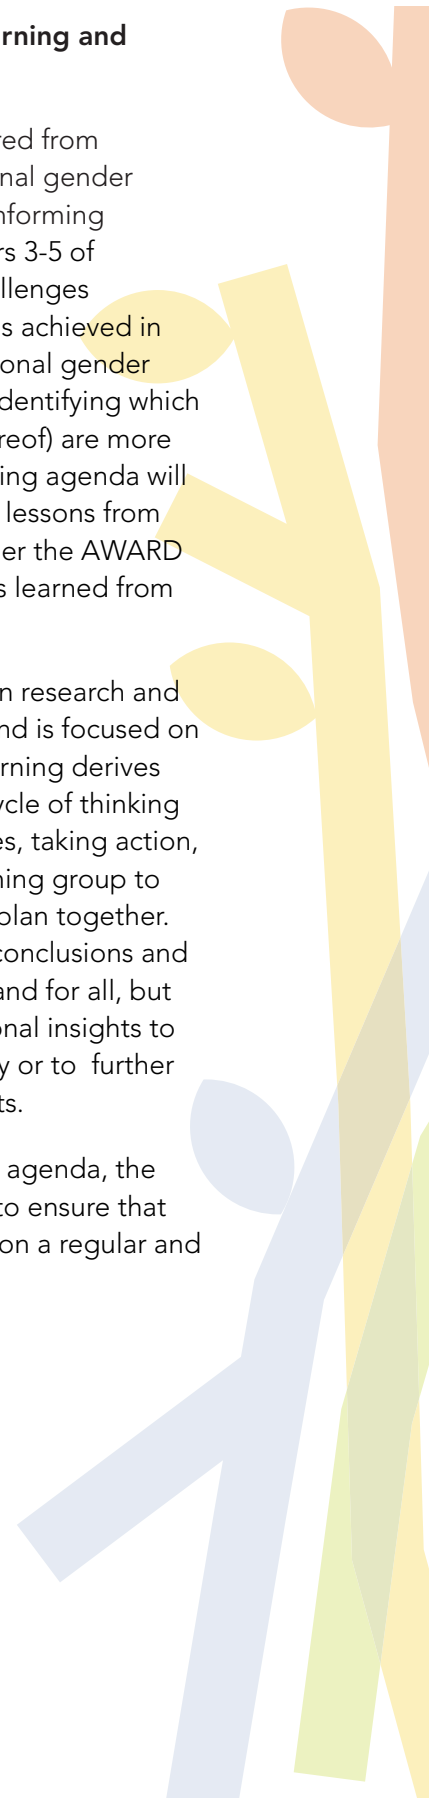 rning and
red from
nal gender
nforming
rs 3-5 of
llenges
s achieved in
onal gender
dentifying which
reof) are more
ing agenda will
lessons from
er the AWARD
s learned from
n research and
nd is focused on
rning derives
ycle of thinking
es, taking action,
ning group to
plan together.
conclusions and
and for all, but
onal insights to
y or to  further
ts.
agenda, the
to ensure that
on a regular and